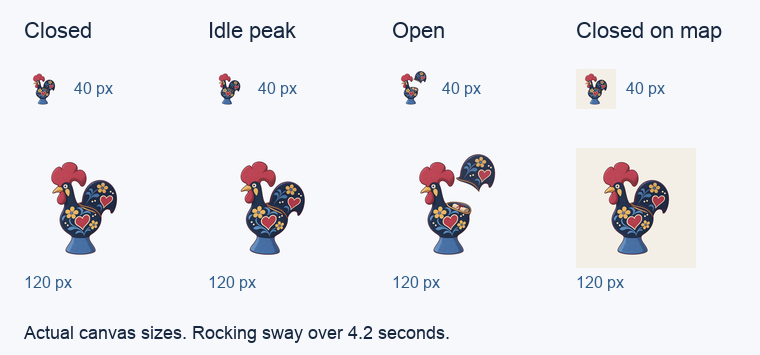 Closed Idle peak Open Closed on map
40 px 40 px 40 px 40 px
120 px 120 px 120 px 120 px
Actual canvas sizes. Rocking sway over 4.2 seconds.